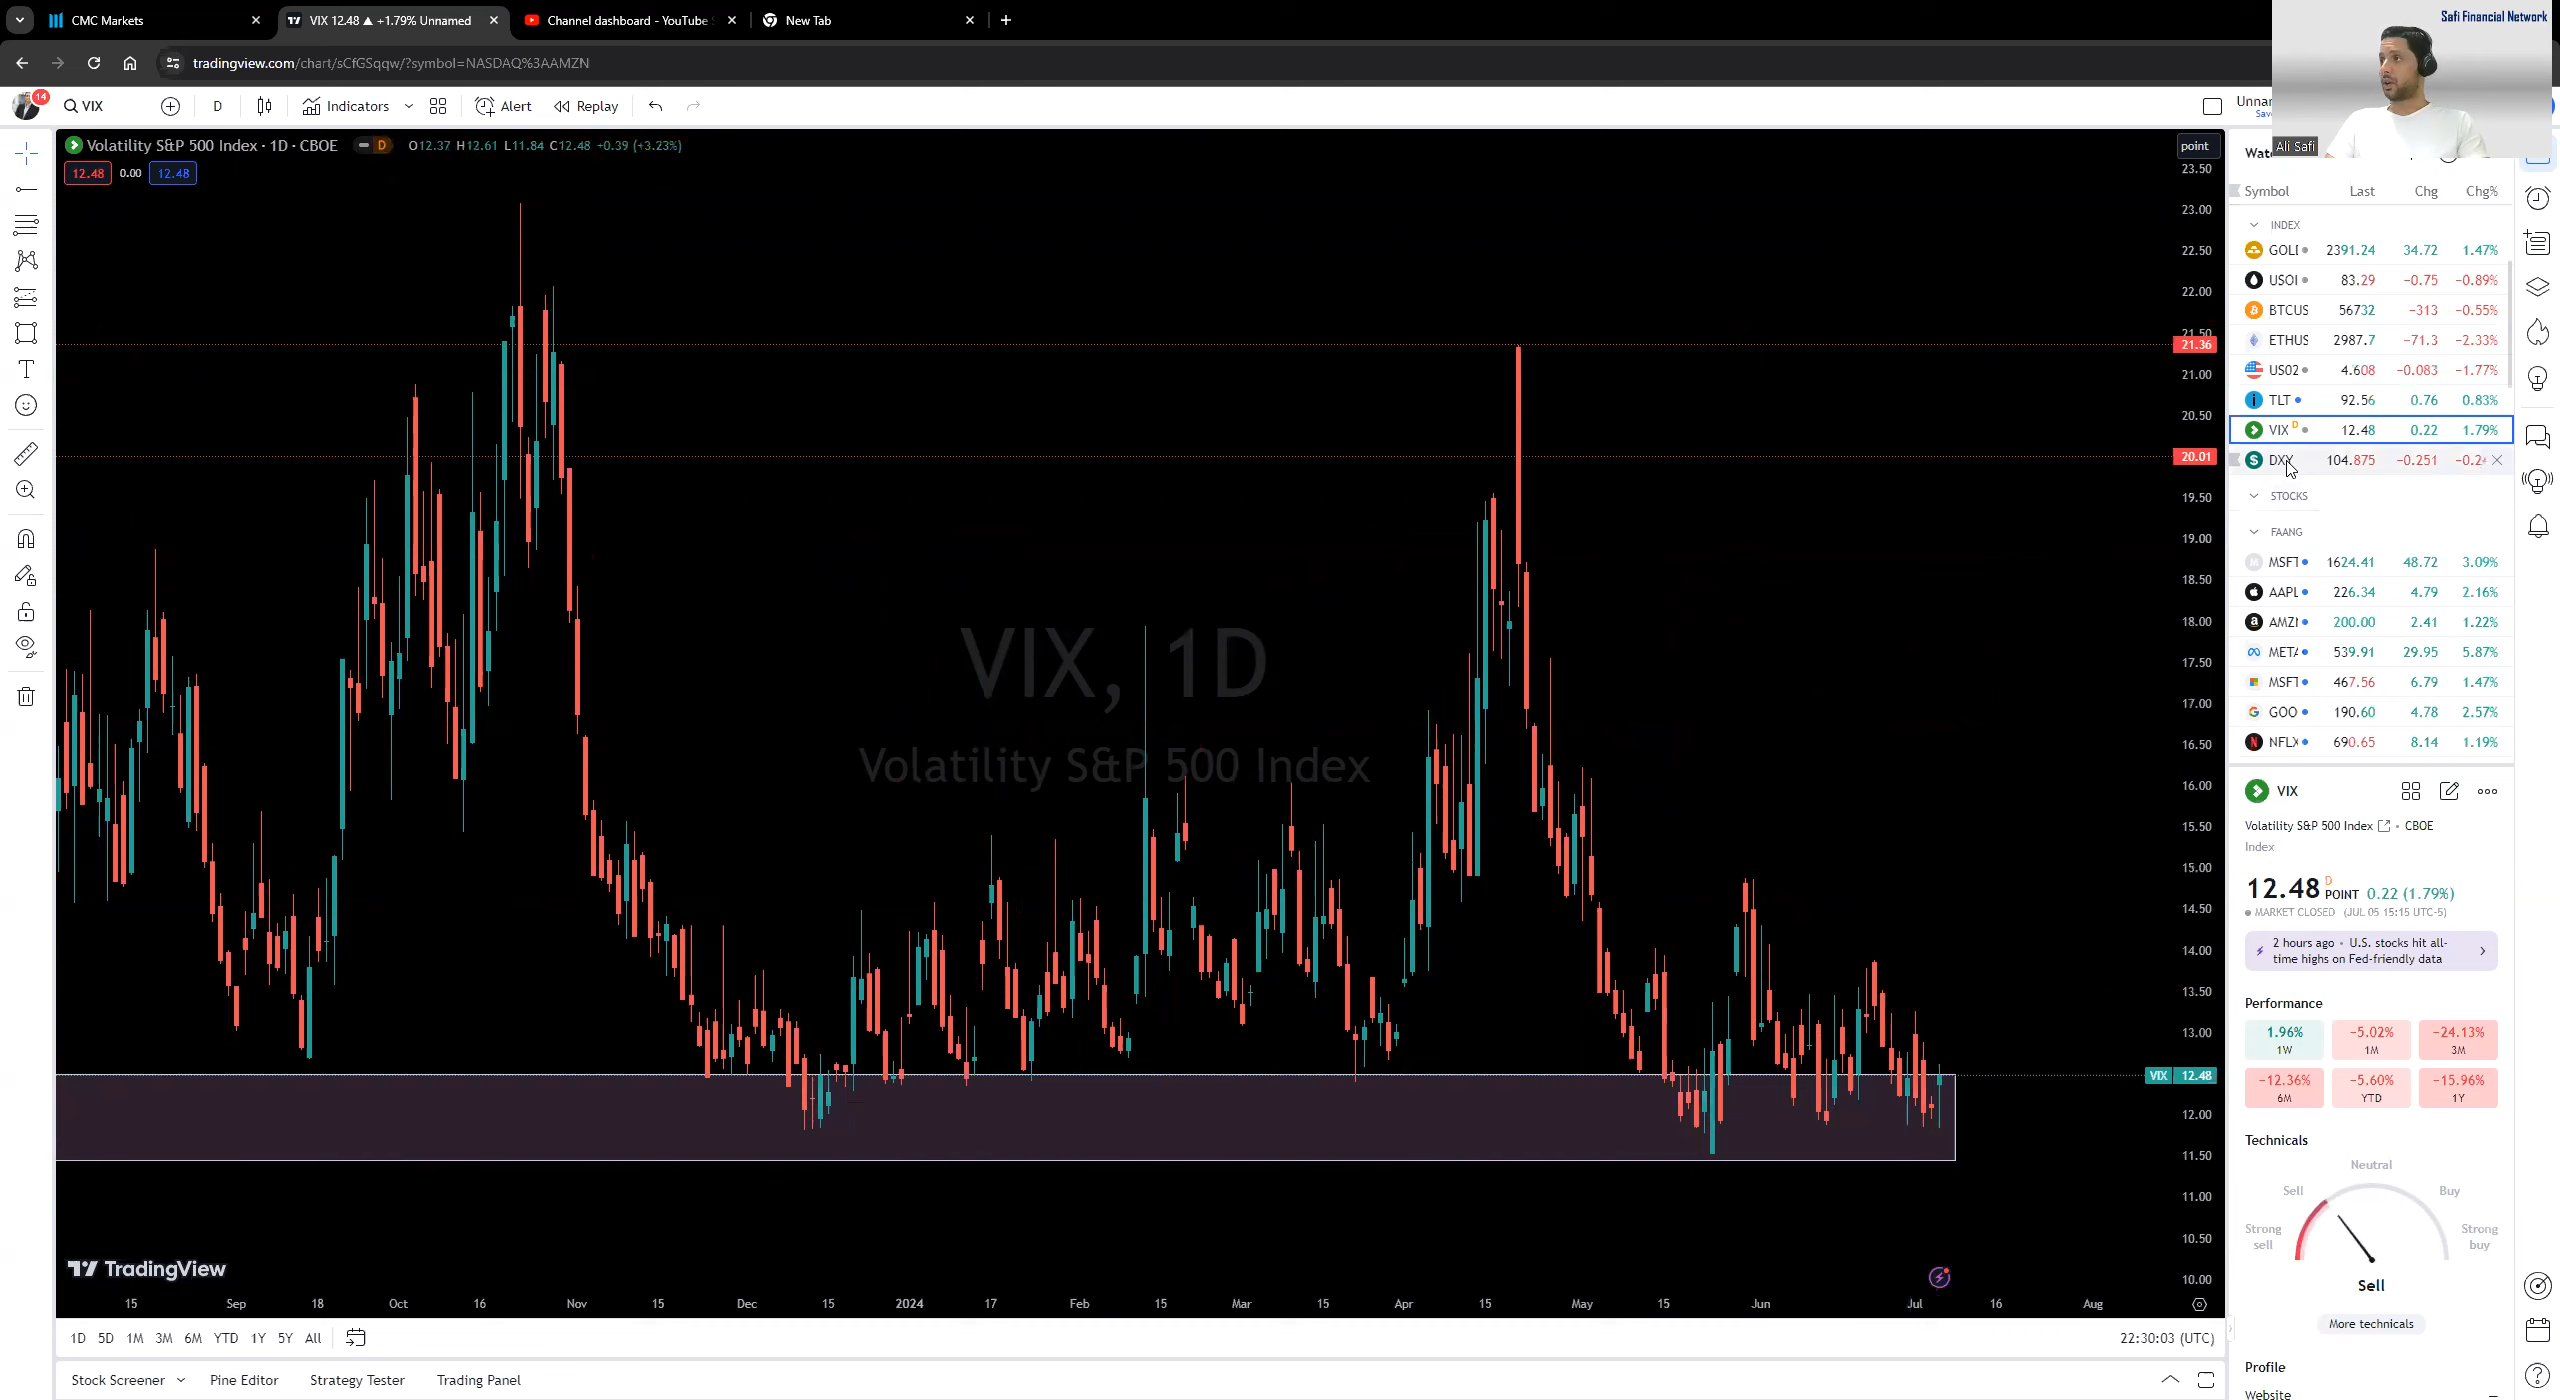 CMC Markets
VIX 12.48 ▲ +1.79% Unnamed
Channel dashboard - YouTube
New Tab
Safi Financial Network
tradingview.com/chart/sCfGSqqw/?symbol=NASDAQ%3AAMZN
14
VIX
D
Indicators
Alert
Replay
Unnar
Save
Ali Safi
Volatility S&P 500 Index · 1D · CBOE
D
O12.37 H12.61 L11.84 C12.48 +0.39 (+3.23%)
12.48 0.00 12.48
point
23.50
23.00
22.50
22.00
21.50
21.36
21.00
20.50
20.01
19.50
19.00
18.50
18.00
17.50
17.00
16.50
16.00
15.50
15.00
14.50
14.00
13.50
13.00
VIX 12.48
12.00
11.50
11.00
10.50
10.00
VIX, 1D
Volatility S&P 500 Index
TradingView
15 Sep 18 Oct 16 Nov 15 Dec 15 2024 17 Feb 15 Mar 15 Apr 15 May 15 Jun Jul 16 Aug
1D 5D 1M 3M 6M YTD 1Y 5Y All
22:30:03 (UTC)
Stock Screener Pine Editor Strategy Tester Trading Panel
Wat
Symbol Last Chg Chg%
INDEX
GOL 2391.24 34.72 1.47%
USOI 83.29 −0.75 −0.89%
BTCUS 56732 −313 −0.55%
ETHUS 2987.7 −71.3 −2.33%
US02 4.608 −0.083 −1.77%
TLT 92.56 0.76 0.83%
VIX D 12.48 0.22 1.79%
DXY 104.875 −0.251 −0.2
STOCKS
FAANG
MSFT 1624.41 48.72 3.09%
AAPL 226.34 4.79 2.16%
AMZN 200.00 2.41 1.22%
META 539.91 29.95 5.87%
MSFT 467.56 6.79 1.47%
GOO 190.60 4.78 2.57%
NFLX 690.65 8.14 1.19%
VIX
Volatility S&P 500 Index · CBOE
Index
12.48 D POINT 0.22 (1.79%)
MARKET CLOSED (JUL 05 15:15 UTC-5)
2 hours ago · U.S. stocks hit all-
time highs on Fed-friendly data
Performance
1.96% −5.02% −24.13%
1W 1M 3M
−12.36% −5.60% −15.96%
6M YTD 1Y
Technicals
Neutral
Sell Buy
Strong sell
Strong buy
Sell
More technicals
Profile
Website